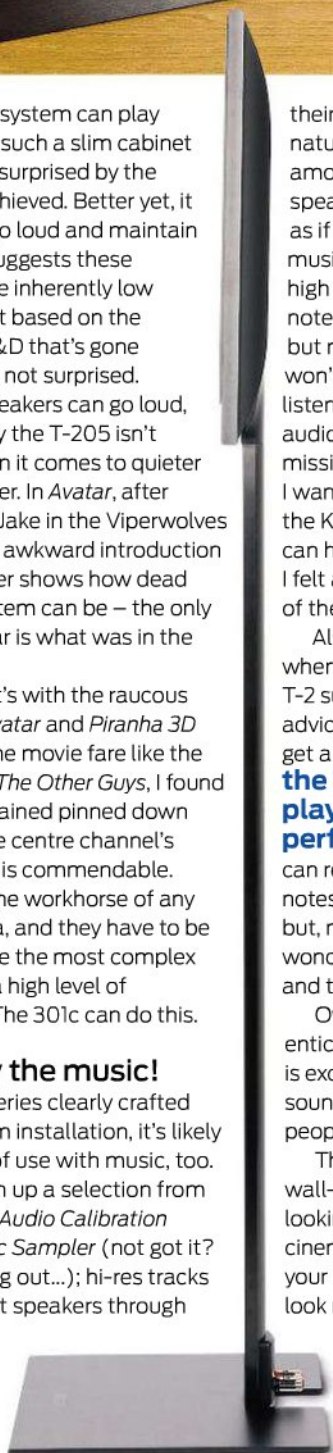 system can play
such a slim cabinet
surprised by the
hieved. Better yet, it
o loud and maintain
uggests these
e inherently low
t based on the
&D that's gone
not surprised.
eakers can go loud,
y the T-205 isn't
n it comes to quieter
er. In Avatar, after
Jake in the Viperwolves
awkward introduction
er shows how dead
tem can be – the only
ar is what was in the
t's with the raucous
vatar and Piranha 3D
ne movie fare like the
The Other Guys, I found
ained pinned down
e centre channel's
is commendable.
ne workhorse of any
a, and they have to be
e the most complex
a high level of
The 301c can do this.
y the music!
eries clearly crafted
n installation, it's likely
of use with music, too.
n up a selection from
Audio Calibration
c Sampler (not got it?
g out...); hi-res tracks
t speakers through
their
natu
amo
spea
as if
musi
high
note
but r
won'
listen
audio
missi
I wan
the K
can h
I felt a
of the
Al
when
T-2 su
advic
get a
the
play
perf
can re
notes
but, n
wond
and t
O
entic
is exc
soun
peop
Th
wall-
looki
cinen
your
look r